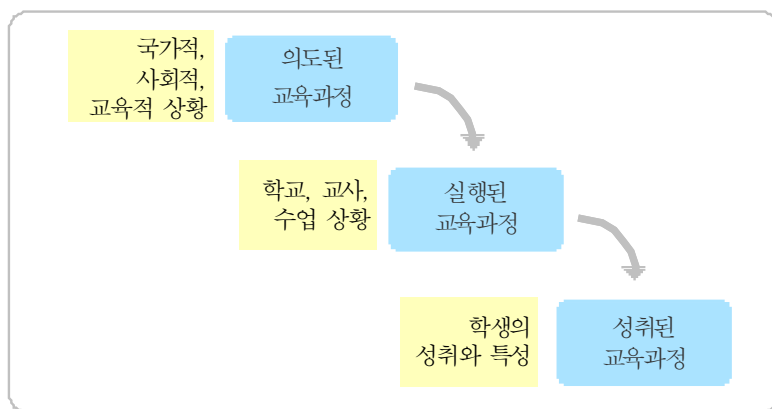 국가적,
사회적,
교육적 상황
의도된
교육과정
학교, 교사,
수업 상황
실행된
교육과정
학생의
성취와 특성
성취된
교육과정